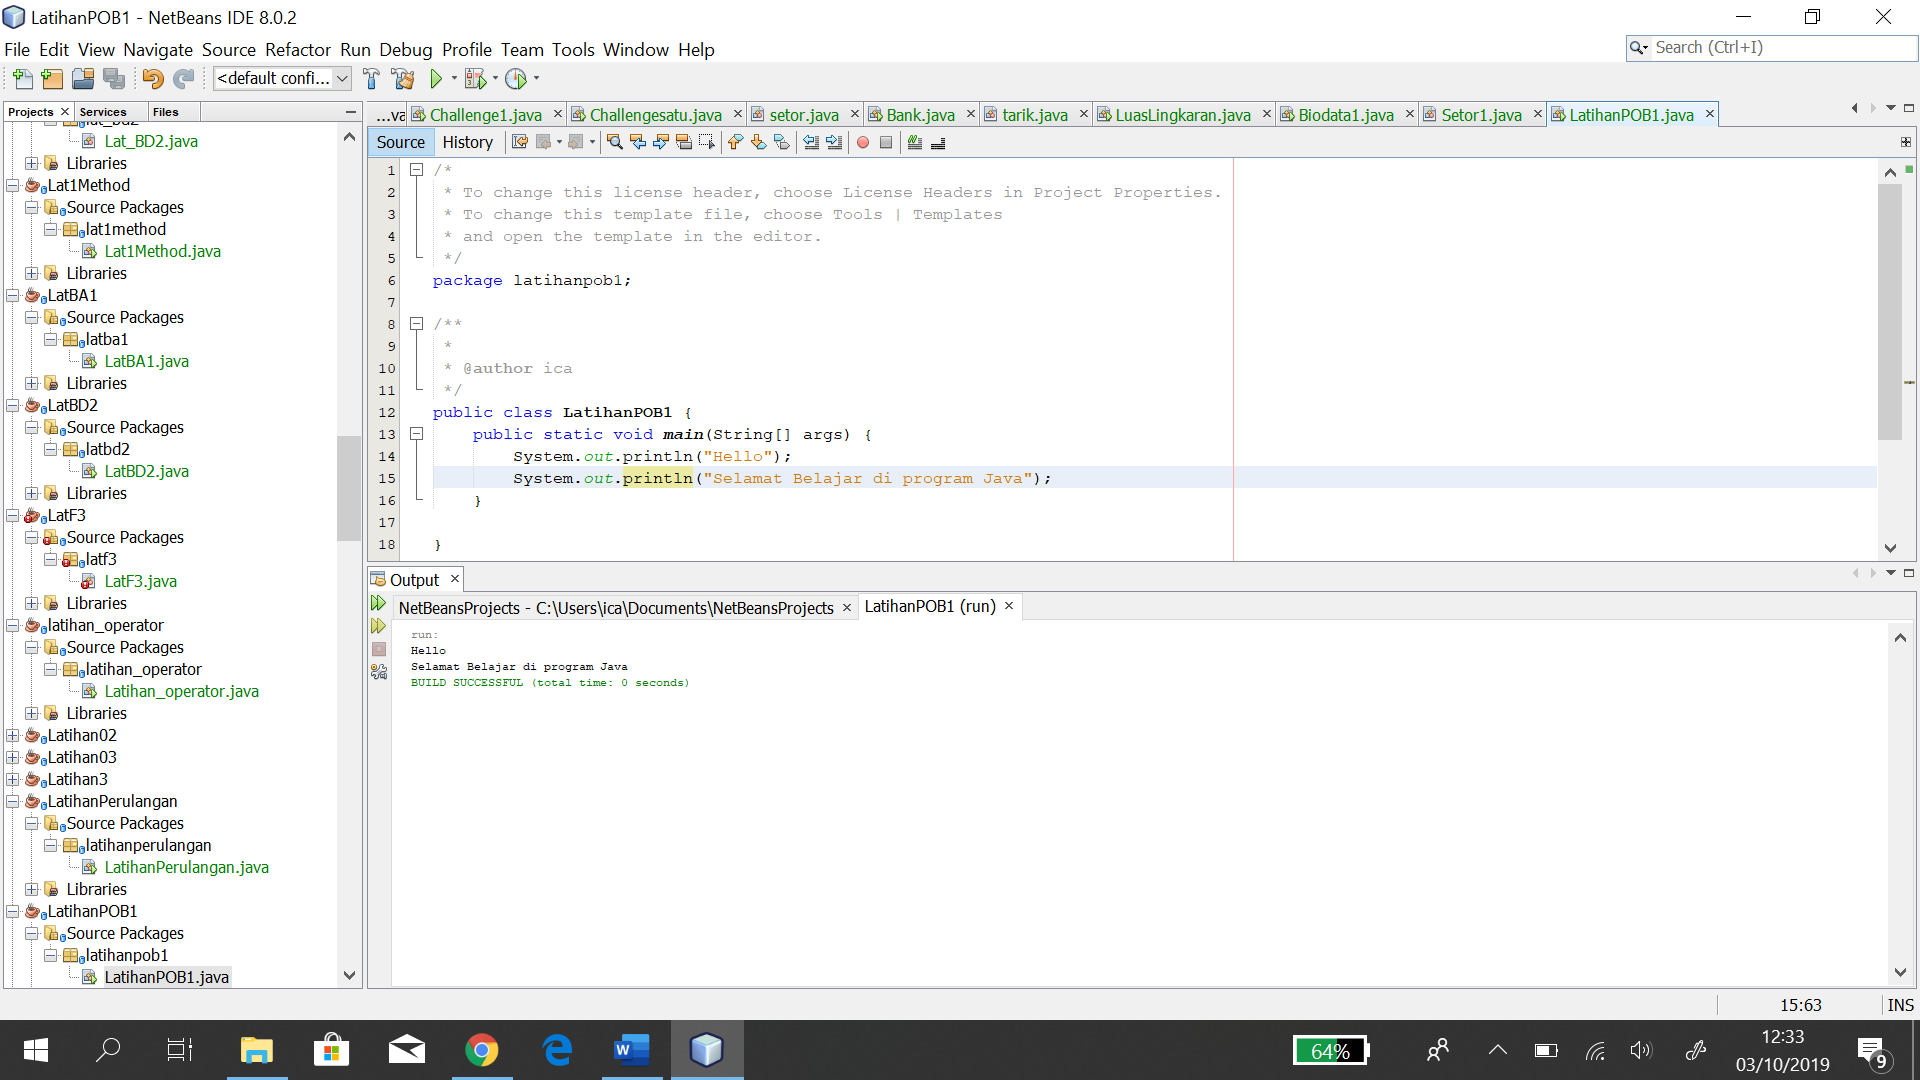 LatihanPOB1 - NetBeans IDE 8.0.2
File Edit View Navigate Source Refactor Run Debug Profile Team Tools Window Help
Search (Ctrl+I)
<default confi...
Projects Services Files
...va Challenge1.java Challengesatu.java setor.java Bank.java tarik.java LuasLingkaran.java Biodata1.java Setor1.java LatihanPOB1.java
Source History
Lat_BD2.java
Libraries
Lat1Method
Source Packages
lat1method
Lat1Method.java
Libraries
LatBA1
Source Packages
latba1
LatBA1.java
Libraries
LatBD2
Source Packages
latbd2
LatBD2.java
Libraries
LatF3
Source Packages
latf3
LatF3.java
Libraries
latihan_operator
Source Packages
latihan_operator
Latihan_operator.java
Libraries
Latihan02
Latihan03
Latihan3
LatihanPerulangan
Source Packages
latihanperulangan
LatihanPerulangan.java
Libraries
LatihanPOB1
Source Packages
latihanpob1
LatihanPOB1.java
1 /*
2 * To change this license header, choose License Headers in Project Properties.
3 * To change this template file, choose Tools | Templates
4 * and open the template in the editor.
5 */
6 package latihanpob1;
7
8 /**
9 *
10 * @author ica
11 */
12 public class LatihanPOB1 {
13 public static void main(String[] args) {
14 System.out.println("Hello");
15 System.out.println("Selamat Belajar di program Java");
16 }
17
18 }
Output
NetBeansProjects - C:\Users\ica\Documents\NetBeansProjects LatihanPOB1 (run)
run:
Hello
Selamat Belajar di program Java
BUILD SUCCESSFUL (total time: 0 seconds)
15:63 INS
64%
12:33
03/10/2019
9